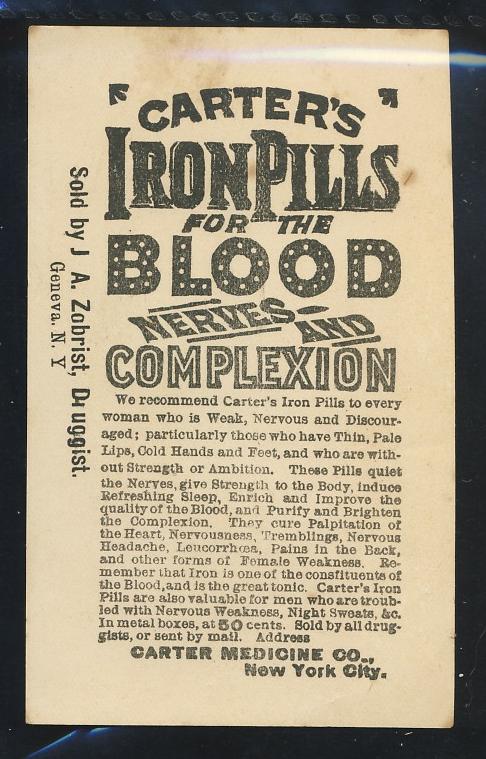 "CARTER'S"
IRON PILLS
FOR THE
BLOOD
NERVES AND
COMPLEXION
We recommend Carter's Iron Pills to every
woman who is Weak, Nervous and Discour-
aged; particularly those who have Thin, Pale
Lips, Cold Hands and Feet, and who are with-
out Strength or Ambition. These Pills quiet
the Nerves, give Strength to the Body, induce
Refreshing Sleep, Enrich and Improve the
quality of the Blood, and Purify and Brighten
the Complexion. They cure Palpitation of
the Heart, Nervousness, Tremblings, Nervous
Headache, Leucorrhœa, Pains in the Back,
and other forms of Female Weakness. Re-
member that Iron is one of the constituents of
the Blood, and is the great tonic. Carter's Iron
Pills are also valuable for men who are troub-
led with Nervous Weakness, Night Sweats, &c.
In metal boxes, at 50 cents. Sold by all drug-
gists, or sent by mail. Address
CARTER MEDICINE CO.,
New York City.
Sold by J. A. Zobrist, Druggist.
Geneva, N. Y